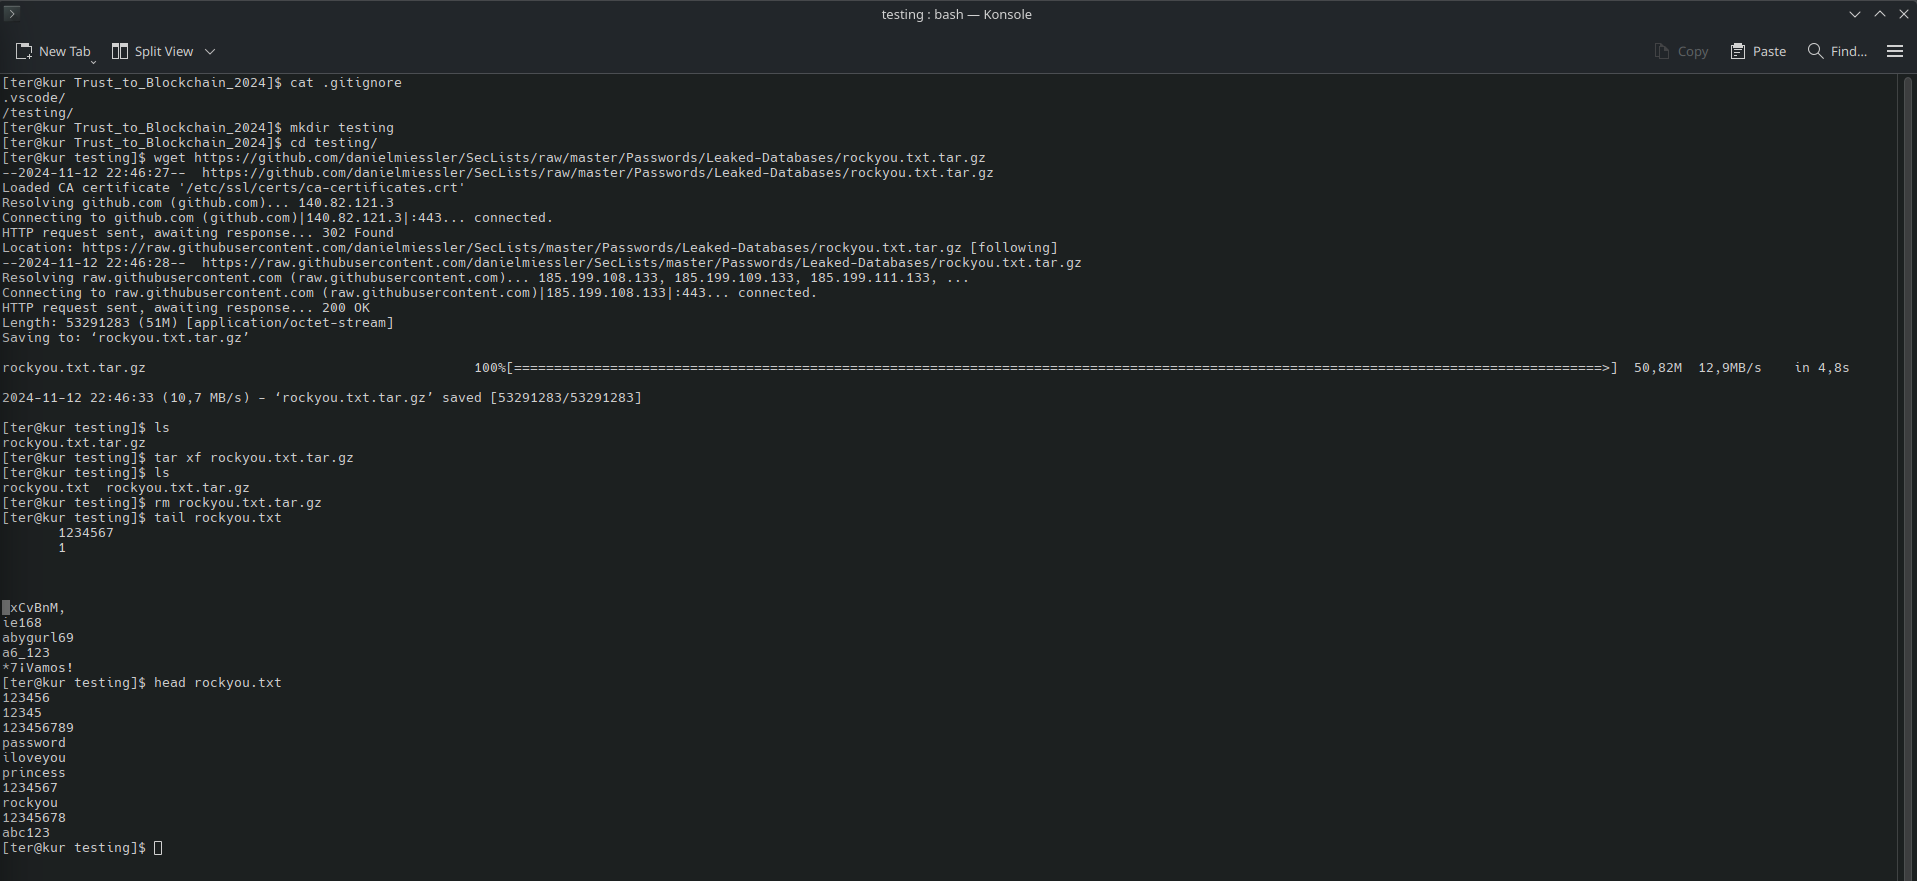 testing : bash — Konsole
New Tab Split View Copy Paste Find...
[ter@kur Trust_to_Blockchain_2024]$ cat .gitignore
.vscode/
/testing/
[ter@kur Trust_to_Blockchain_2024]$ mkdir testing
[ter@kur Trust_to_Blockchain_2024]$ cd testing/
[ter@kur testing]$ wget https://github.com/danielmiessler/SecLists/raw/master/Passwords/Leaked-Databases/rockyou.txt.tar.gz
--2024-11-12 22:46:27--  https://github.com/danielmiessler/SecLists/raw/master/Passwords/Leaked-Databases/rockyou.txt.tar.gz
Loaded CA certificate '/etc/ssl/certs/ca-certificates.crt'
Resolving github.com (github.com)... 140.82.121.3
Connecting to github.com (github.com)|140.82.121.3|:443... connected.
HTTP request sent, awaiting response... 302 Found
Location: https://raw.githubusercontent.com/danielmiessler/SecLists/master/Passwords/Leaked-Databases/rockyou.txt.tar.gz [following]
--2024-11-12 22:46:28--  https://raw.githubusercontent.com/danielmiessler/SecLists/master/Passwords/Leaked-Databases/rockyou.txt.tar.gz
Resolving raw.githubusercontent.com (raw.githubusercontent.com)... 185.199.108.133, 185.199.109.133, 185.199.111.133, ...
Connecting to raw.githubusercontent.com (raw.githubusercontent.com)|185.199.108.133|:443... connected.
HTTP request sent, awaiting response... 200 OK
Length: 53291283 (51M) [application/octet-stream]
Saving to: ‘rockyou.txt.tar.gz’
rockyou.txt.tar.gz 100%[========================================================================================================================================>] 50,82M 12,9MB/s in 4,8s
2024-11-12 22:46:33 (10,7 MB/s) - ‘rockyou.txt.tar.gz’ saved [53291283/53291283]
[ter@kur testing]$ ls
rockyou.txt.tar.gz
[ter@kur testing]$ tar xf rockyou.txt.tar.gz
[ter@kur testing]$ ls
rockyou.txt  rockyou.txt.tar.gz
[ter@kur testing]$ rm rockyou.txt.tar.gz
[ter@kur testing]$ tail rockyou.txt
1234567
1
xCvBnM,
ie168
abygurl69
a6_123
*7¡Vamos!
[ter@kur testing]$ head rockyou.txt
123456
12345
123456789
password
iloveyou
princess
1234567
rockyou
12345678
abc123
[ter@kur testing]$